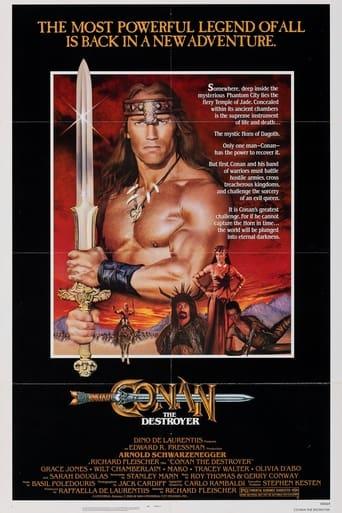 THE MOST POWERFUL LEGEND OF ALL
IS BACK IN A NEW ADVENTURE.
Somewhere, deep inside the
mysterious Phantom City lies the
fiery Temple of Jade. Concealed
within its ancient chambers
is the supreme instrument
of life and death...
The mystic Horn of Dagoth.
Only one man—Conan—
has the power to recover it.
But first, Conan and his band
of warriors must battle
hostile armies, cross
treacherous kingdoms,
and challenge the sorcery
of an evil queen.
It is Conan's greatest
challenge. For if he cannot
capture the Horn in time...
the world will be plunged
into eternal darkness.
CONAN
THE
DESTROYER
DINO DE LAURENTIIS Presents
EDWARD R. PRESSMAN
ARNOLD SCHWARZENEGGER
A RICHARD FLEISCHER Film "CONAN THE DESTROYER"
GRACE JONES • WILT CHAMBERLAIN • MAKO • TRACEY WALTER • OLIVIA D'ABO
SARAH DOUGLAS STANLEY MANN ROY THOMAS & GERRY CONWAY
BASIL POLEDOURIS JACK CARDIFF CARLO RAMBALDI STEPHEN KESTEN
RAFFAELLA DE LAURENTIIS RICHARD FLEISCHER
CONAN THE DESTROYER